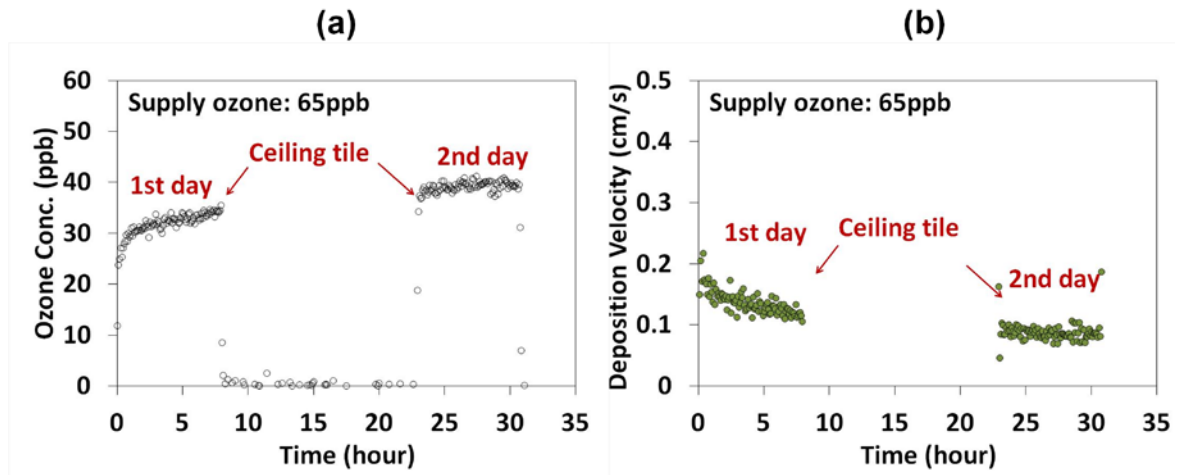 (a)
Ozone Conc. (ppb)
60
50
40
30
20
10
0
Supply ozone: 65ppb
Ceiling tile
1st day
2nd day
0 5 10 15 20 25 30 35
Time (hour)
(b)
Deposition Velocity (cm/s)
0.5
0.4
0.3
0.2
0.1
0
Supply ozone: 65ppb
1st day
Ceiling tile
2nd day
0 5 10 15 20 25 30 35
Time (hour)